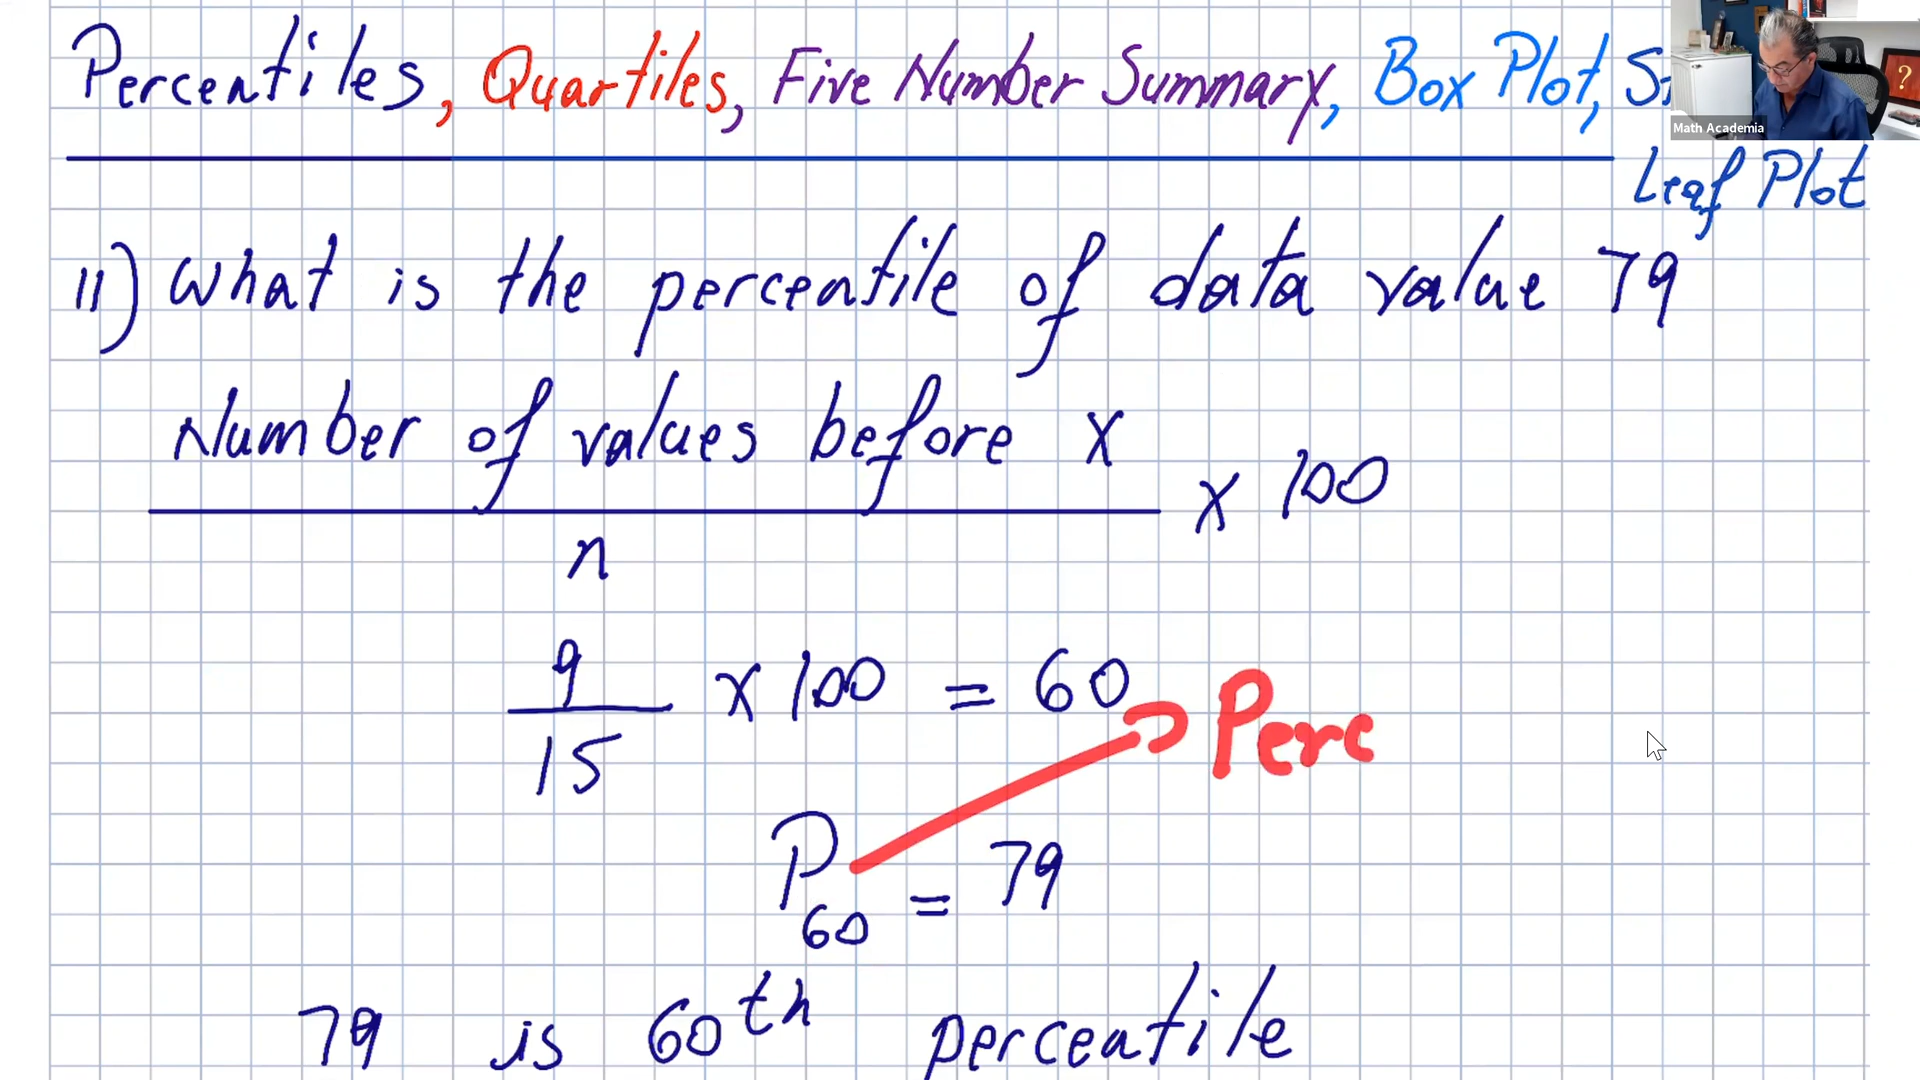 Percentiles, Quartiles, Five Number Summary, Box Plot,
Leaf Plot
Math Academia
?
11) What is the percentile of data value 79
Number of values before x
n
x 100
9
15
x 100 = 60
Perc
P60 = 79
79 is 60th percentile